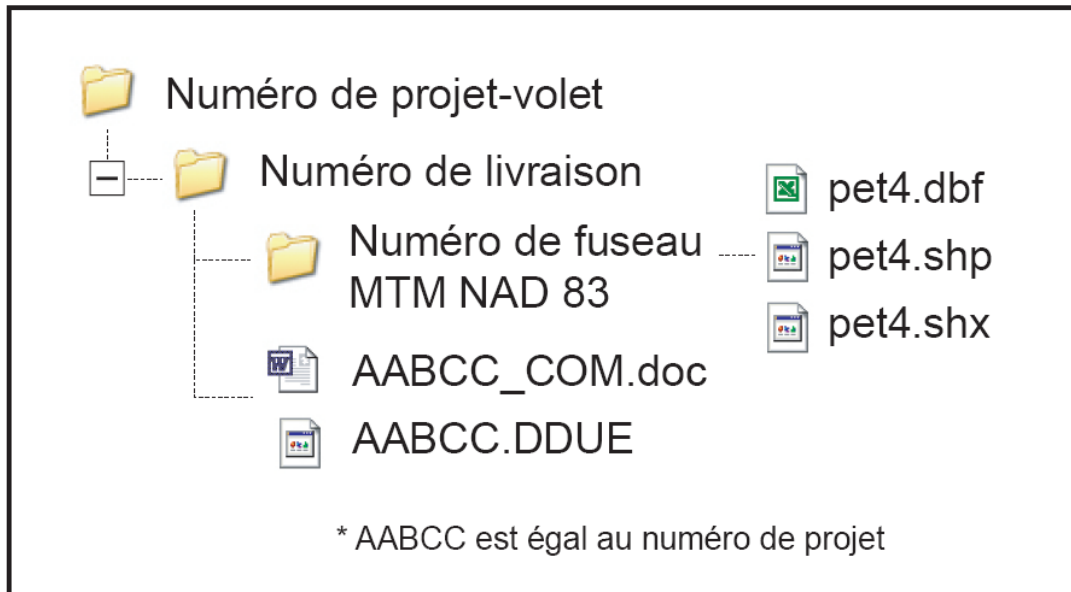 Numéro de projet-volet
Numéro de livraison
Numéro de fuseau
MTM NAD 83
pet4.dbf
pet4.shp
pet4.shx
AABCC_COM.doc
AABCC.DDUE
* AABCC est égal au numéro de projet